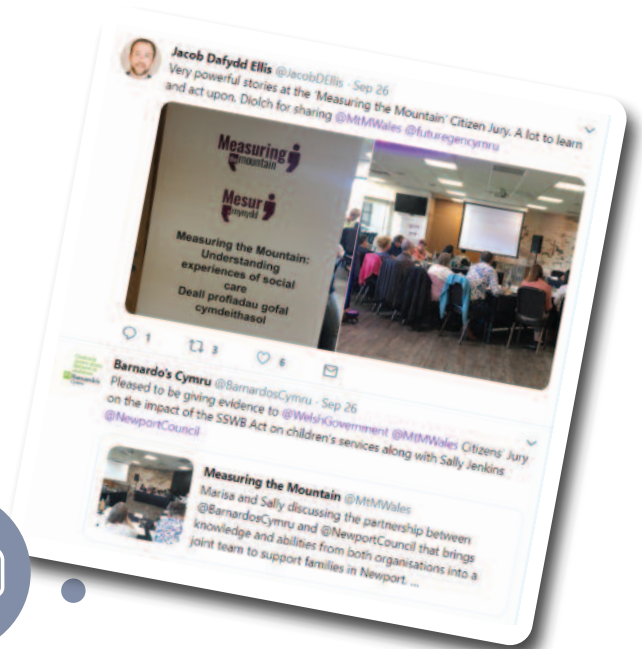 Jacob Dafydd Ellis @JacobDEllis · Sep 26
Very powerful stories at the 'Measuring the Mountain' Citizen Jury. A lot to learn
and act upon. Diolch for sharing @MtMWales @futuregencymru
Measuring
the mountain
Mesur
y mynydd
Measuring the Mountain:
Understanding
experiences of social
care
Deall profiadau gofal
cymdeithasol
1 3 6
Barnardo's Cymru @BarnardosCymru · Sep 26
Pleased to be giving evidence to @WelshGovernment @MtMWales Citizens' Jury
on the impact of the SSWB Act on children's services along with Sally Jenkins
@NewportCouncil
Measuring the Mountain @MtMWales
Marisa and Sally discussing the partnership between
@BarnardosCymru and @NewportCouncil that brings
knowledge and abilities from both organisations into a
joint team to support families in Newport. ...